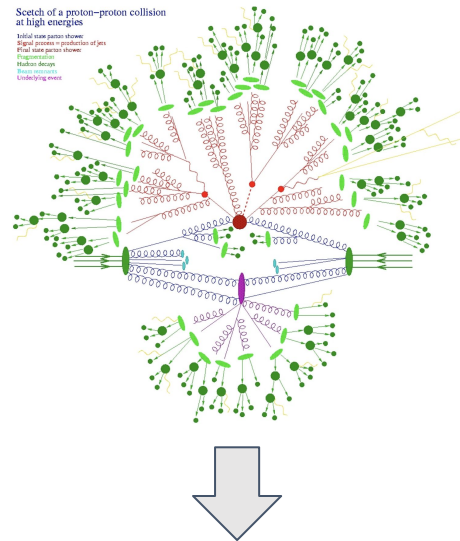 Scetch of a proton-proton collision
at high energies
Initial state parton shower
Signal process = production of jets
Final state parton shower
Fragmentation
Hadron decays
Beam remnants
Underlying event